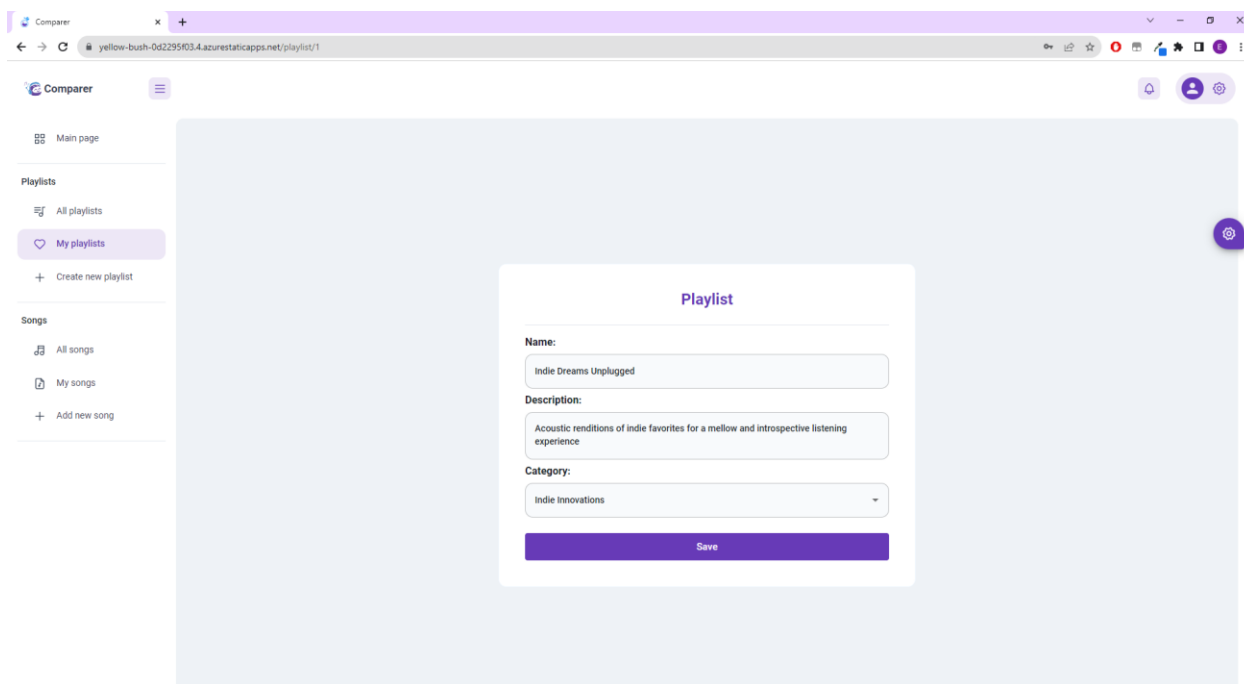 Comparer
yellow-bush-0d2295f03.4.azurestaticapps.net/playlist/1
E
Comparer
Main page
Playlists
All playlists
My playlists
Create new playlist
Songs
All songs
My songs
Add new song
Playlist
Name:
Indie Dreams Unplugged
Description:
Acoustic renditions of indie favorites for a mellow and introspective listening
experience
Category:
Indie Innovations
Save